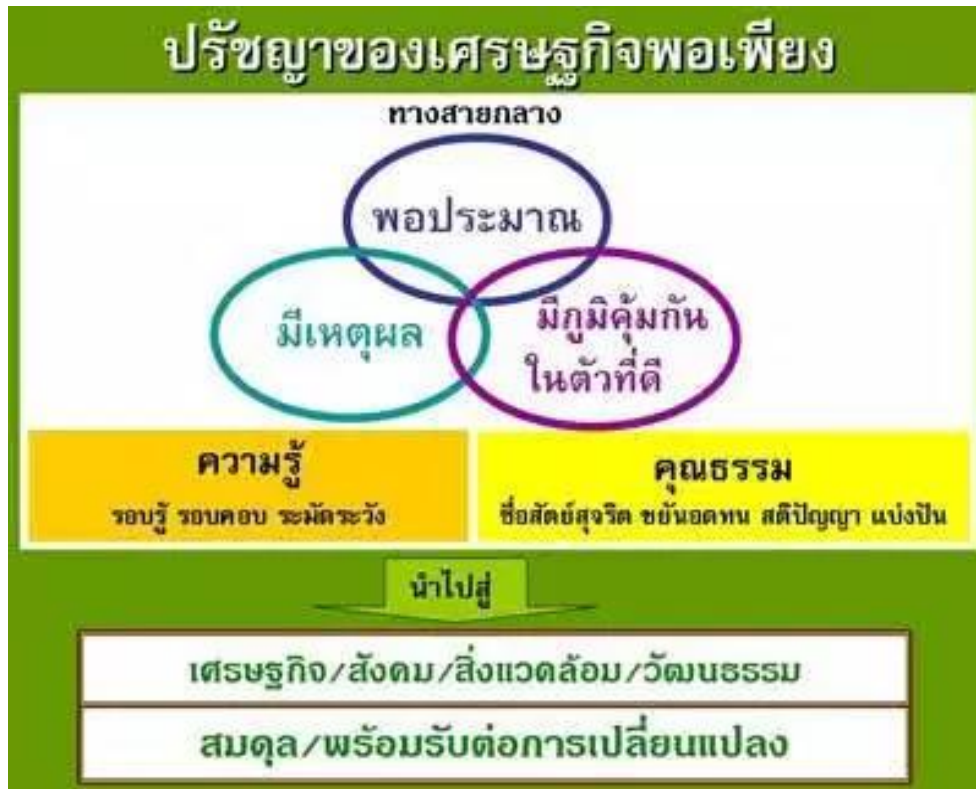 ปรัชญาของเศรษฐกิจพอเพียง
ทางสายกลาง
พอประมาณ
มีเหตุผล
มีภูมิคุ้มกัน
ในตัวที่ดี
ความรู้
รอบรู้ รอบคอบ ระมัดระวัง
คุณธรรม
ซื่อสัตย์สุจริต ขยันอดทน สติปัญญา แบ่งปัน
นำไปสู่
เศรษฐกิจ/สังคม/สิ่งแวดล้อม/วัฒนธรรม
สมดุล/พร้อมรับต่อการเปลี่ยนแปลง